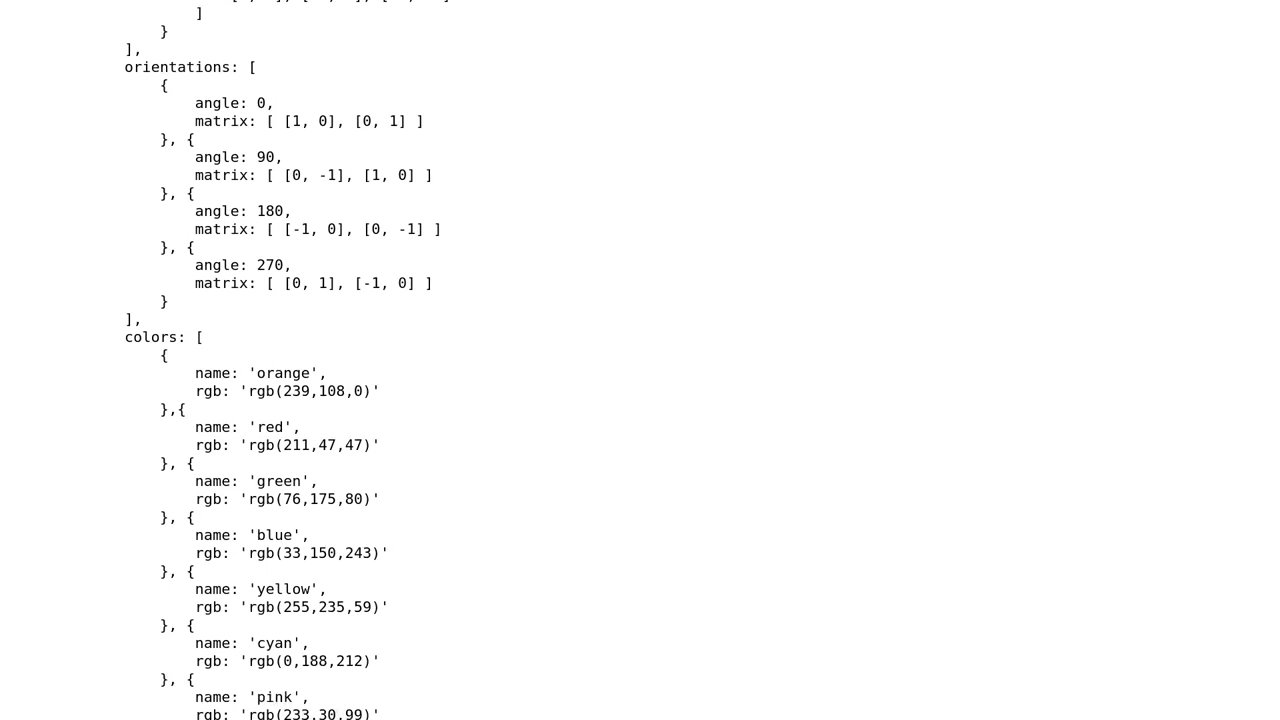 ]
}
],
orientations: [
{
angle: 0,
matrix: [ [1, 0], [0, 1] ]
}, {
angle: 90,
matrix: [ [0, -1], [1, 0] ]
}, {
angle: 180,
matrix: [ [-1, 0], [0, -1] ]
}, {
angle: 270,
matrix: [ [0, 1], [-1, 0] ]
}
],
colors: [
{
name: 'orange',
rgb: 'rgb(239,108,0)'
},{
name: 'red',
rgb: 'rgb(211,47,47)'
}, {
name: 'green',
rgb: 'rgb(76,175,80)'
}, {
name: 'blue',
rgb: 'rgb(33,150,243)'
}, {
name: 'yellow',
rgb: 'rgb(255,235,59)'
}, {
name: 'cyan',
rgb: 'rgb(0,188,212)'
}, {
name: 'pink',
rgb: 'rgb(233,30,99)'